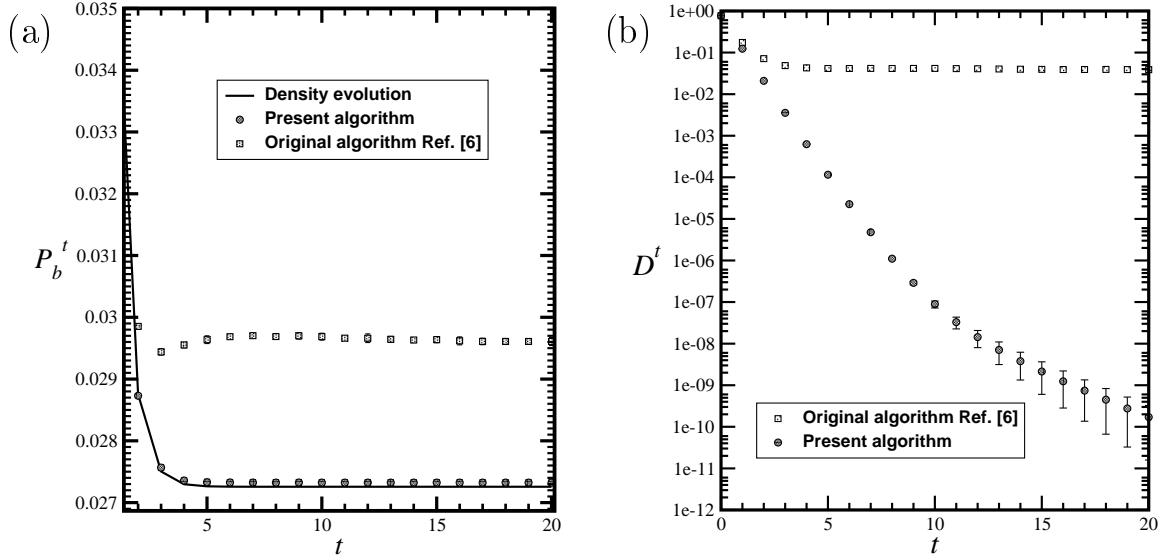 (a)
0.035
0.034
0.033
0.032
0.031
0.03
0.029
0.028
0.027
P_b^t
Density evolution
Present algorithm
Original algorithm Ref. [6]
5
10
15
20
t
(b)
1e+00
1e-01
1e-02
1e-03
1e-04
1e-05
1e-06
1e-07
1e-08
1e-09
1e-10
1e-11
1e-12
D^t
Original algorithm Ref. [6]
Present algorithm
0
5
10
15
20
t